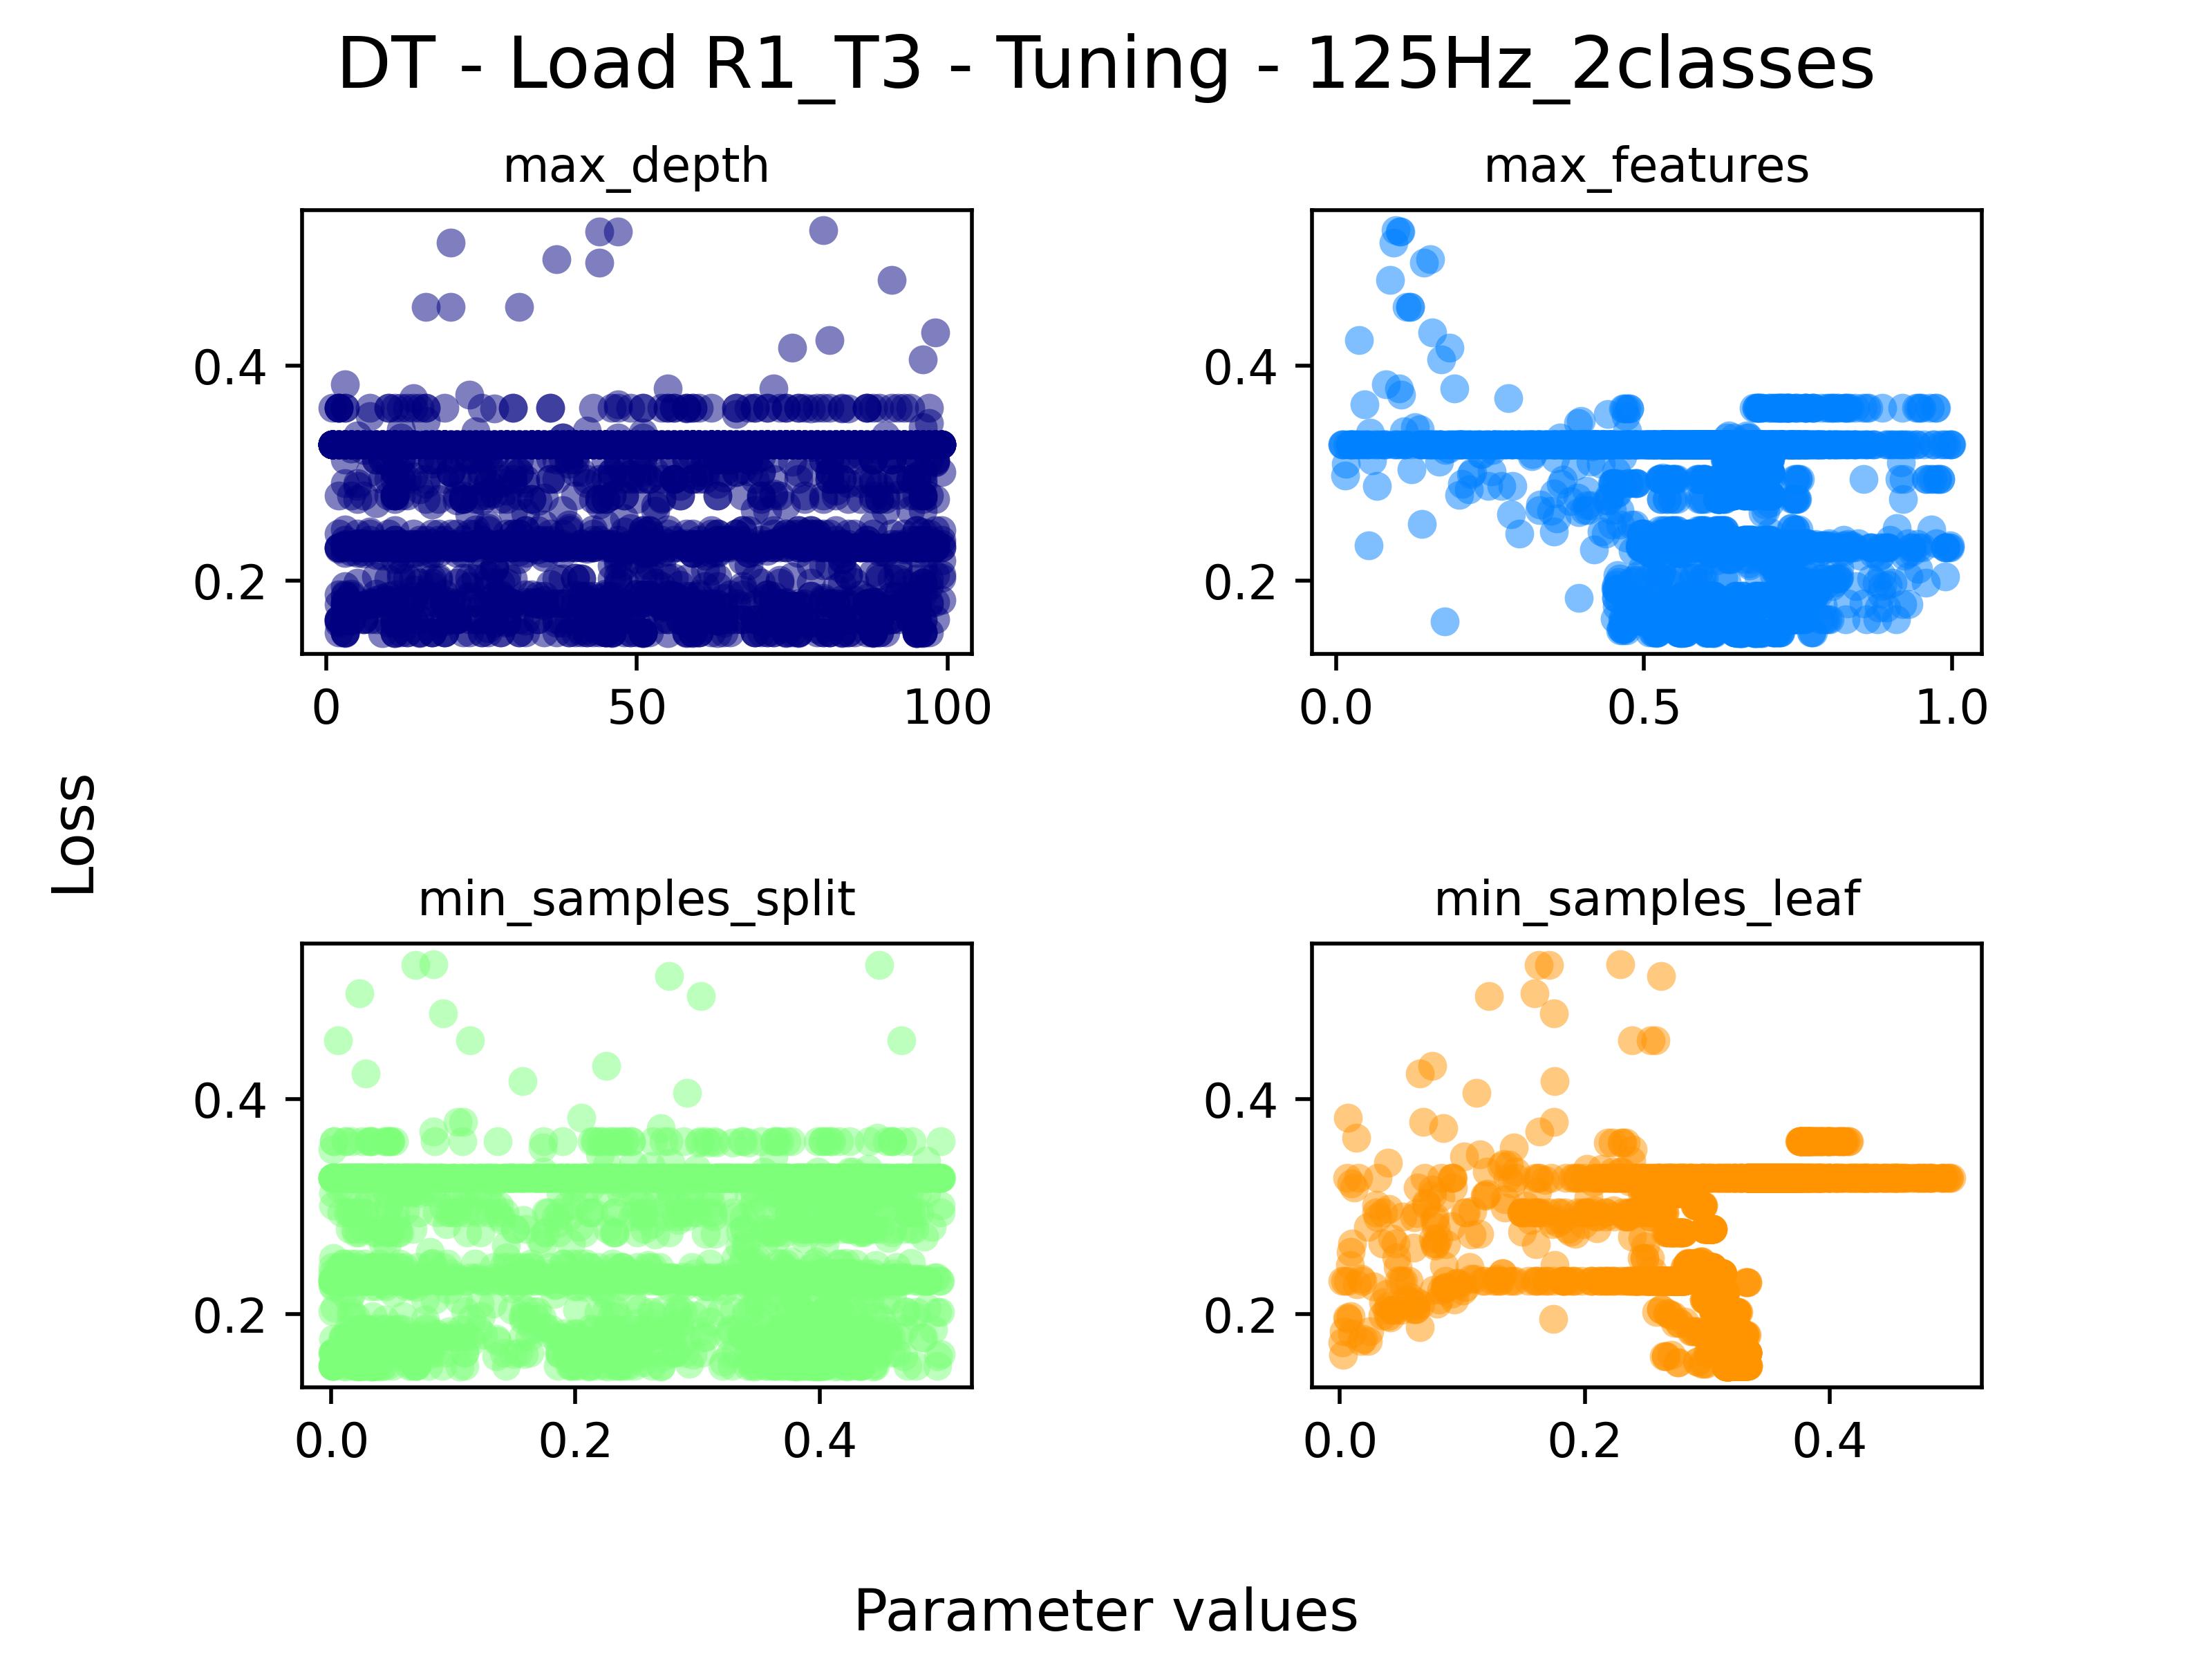 DT - Load R1_T3 - Tuning - 125Hz_2classes
max_depth
max_features
0.4
0.2
0
50
100
0.4
0.2
0.0
0.5
1.0
Loss
min_samples_split
min_samples_leaf
0.4
0.2
0.0
0.2
0.4
0.4
0.2
0.0
0.2
0.4
Parameter values